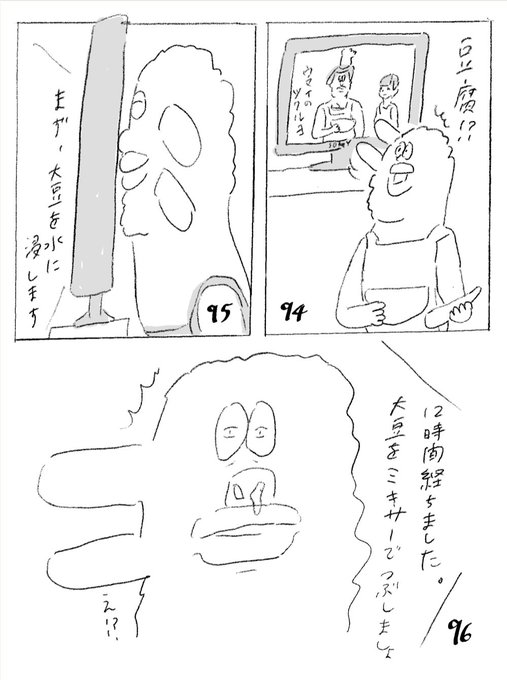 豆腐!?
ウマイの
ツクルヨ
SONY
94
まず、大豆を水に
浸します
95
12時間経ちました。
大豆をミキサーでつぶしましょ
え!?
96